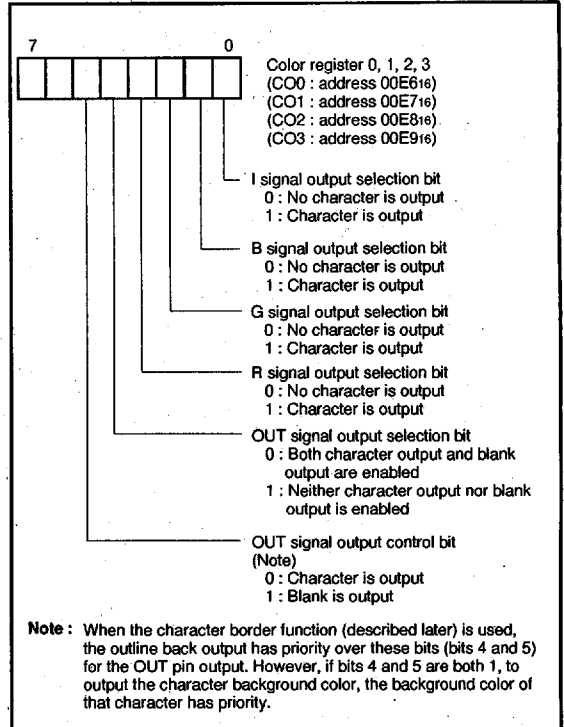 7 0
Color register 0, 1, 2, 3
(CO0 : address 00E616)
(CO1 : address 00E716)
(CO2 : address 00E816)
(CO3 : address 00E916)
I signal output selection bit
0 : No character is output
1 : Character is output
B signal output selection bit
0 : No character is output
1 : Character is output
G signal output selection bit
0 : No character is output
1 : Character is output
R signal output selection bit
0 : No character is output
1 : Character is output
OUT signal output selection bit
0 : Both character output and blank
output are enabled
1 : Neither character output nor blank
output is enabled
OUT signal output control bit
(Note)
0 : Character is output
1 : Blank is output
Note : When the character border function (described later) is used,
the outline back output has priority over these bits (bits 4 and 5)
for the OUT pin output. However, if bits 4 and 5 are both 1, to
output the character background color, the background color of
that character has priority.